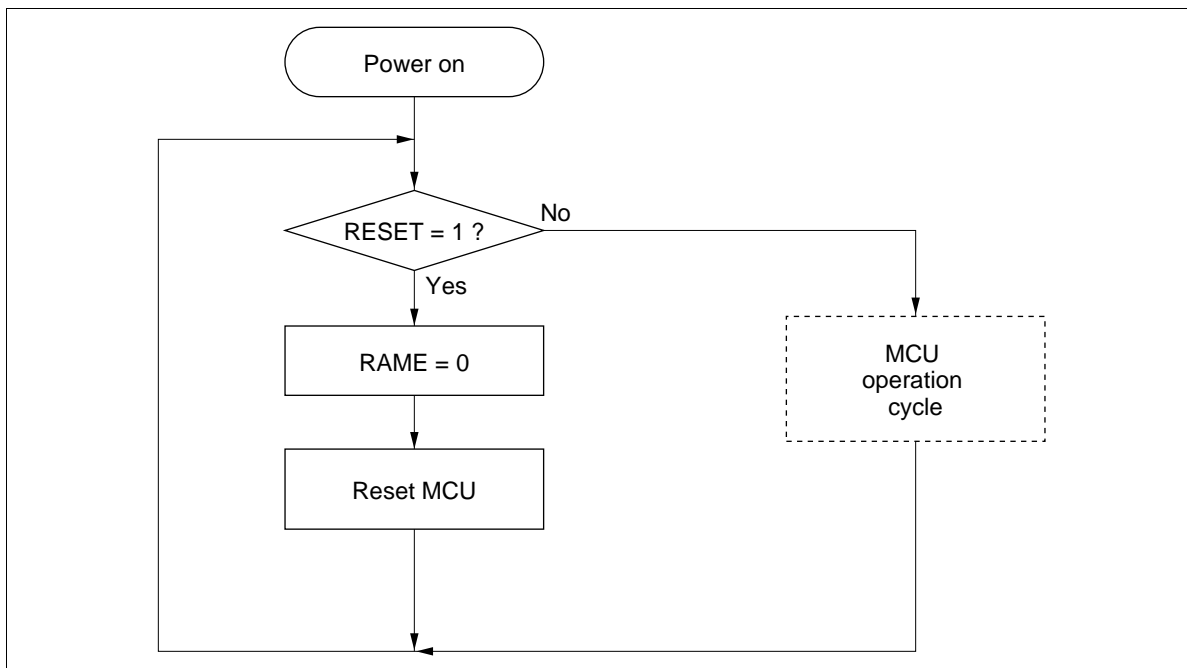 Power on
RESET = 1 ?
No
Yes
RAME = 0
MCU
operation
cycle
Reset MCU